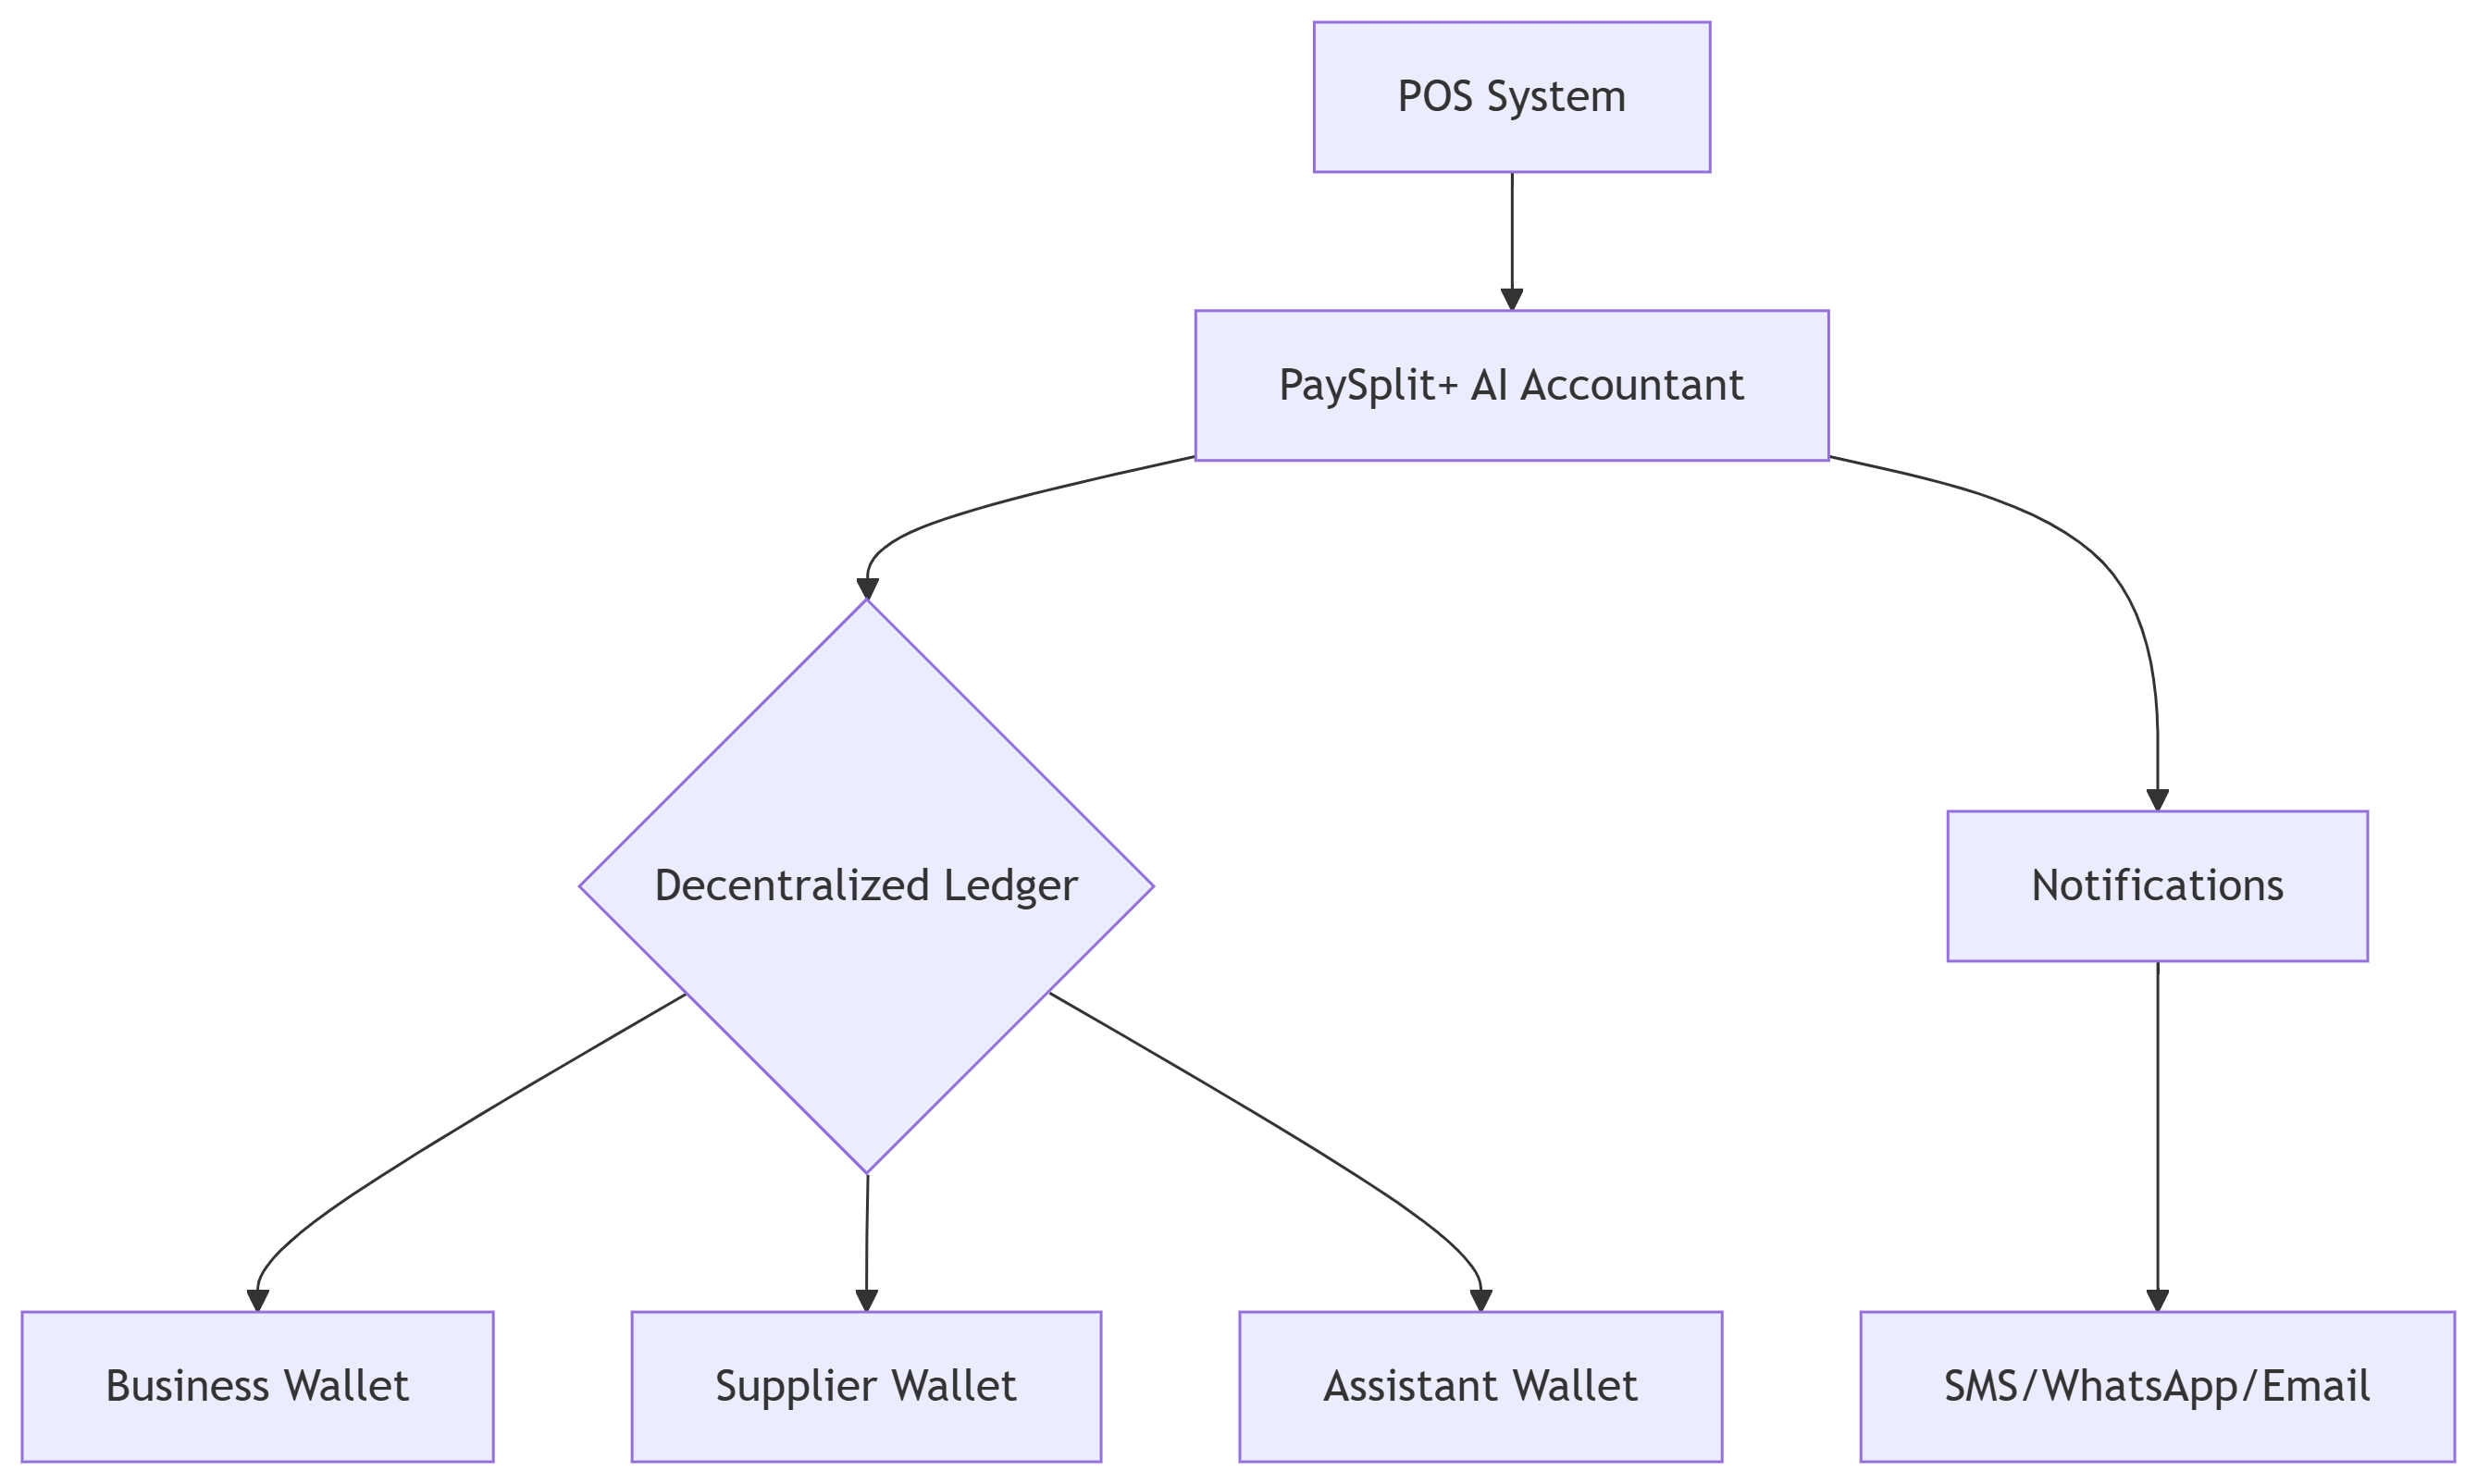 POS System
PaySplit+ AI Accountant
Decentralized Ledger
Notifications
Business Wallet
Supplier Wallet
Assistant Wallet
SMS/WhatsApp/Email